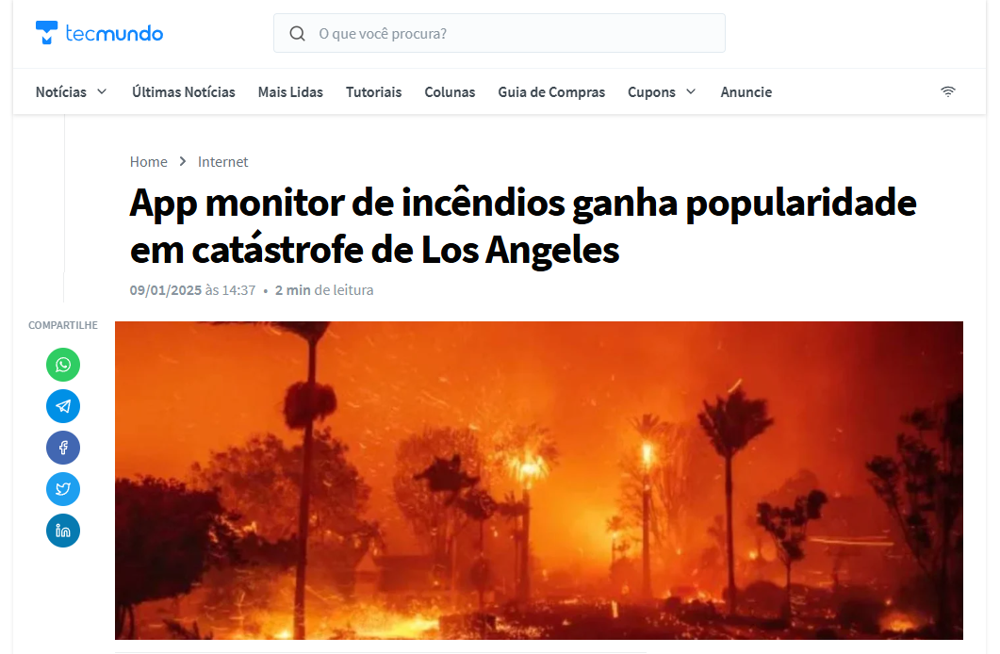 tecmundo
O que você procura?
Notícias Últimas Notícias Mais Lidas Tutoriais Colunas Guia de Compras Cupons Anuncie
Home Internet
App monitor de incêndios ganha popularidade
em catástrofe de Los Angeles
09/01/2025 às 14:37 • 2 min de leitura
COMPARTILHE